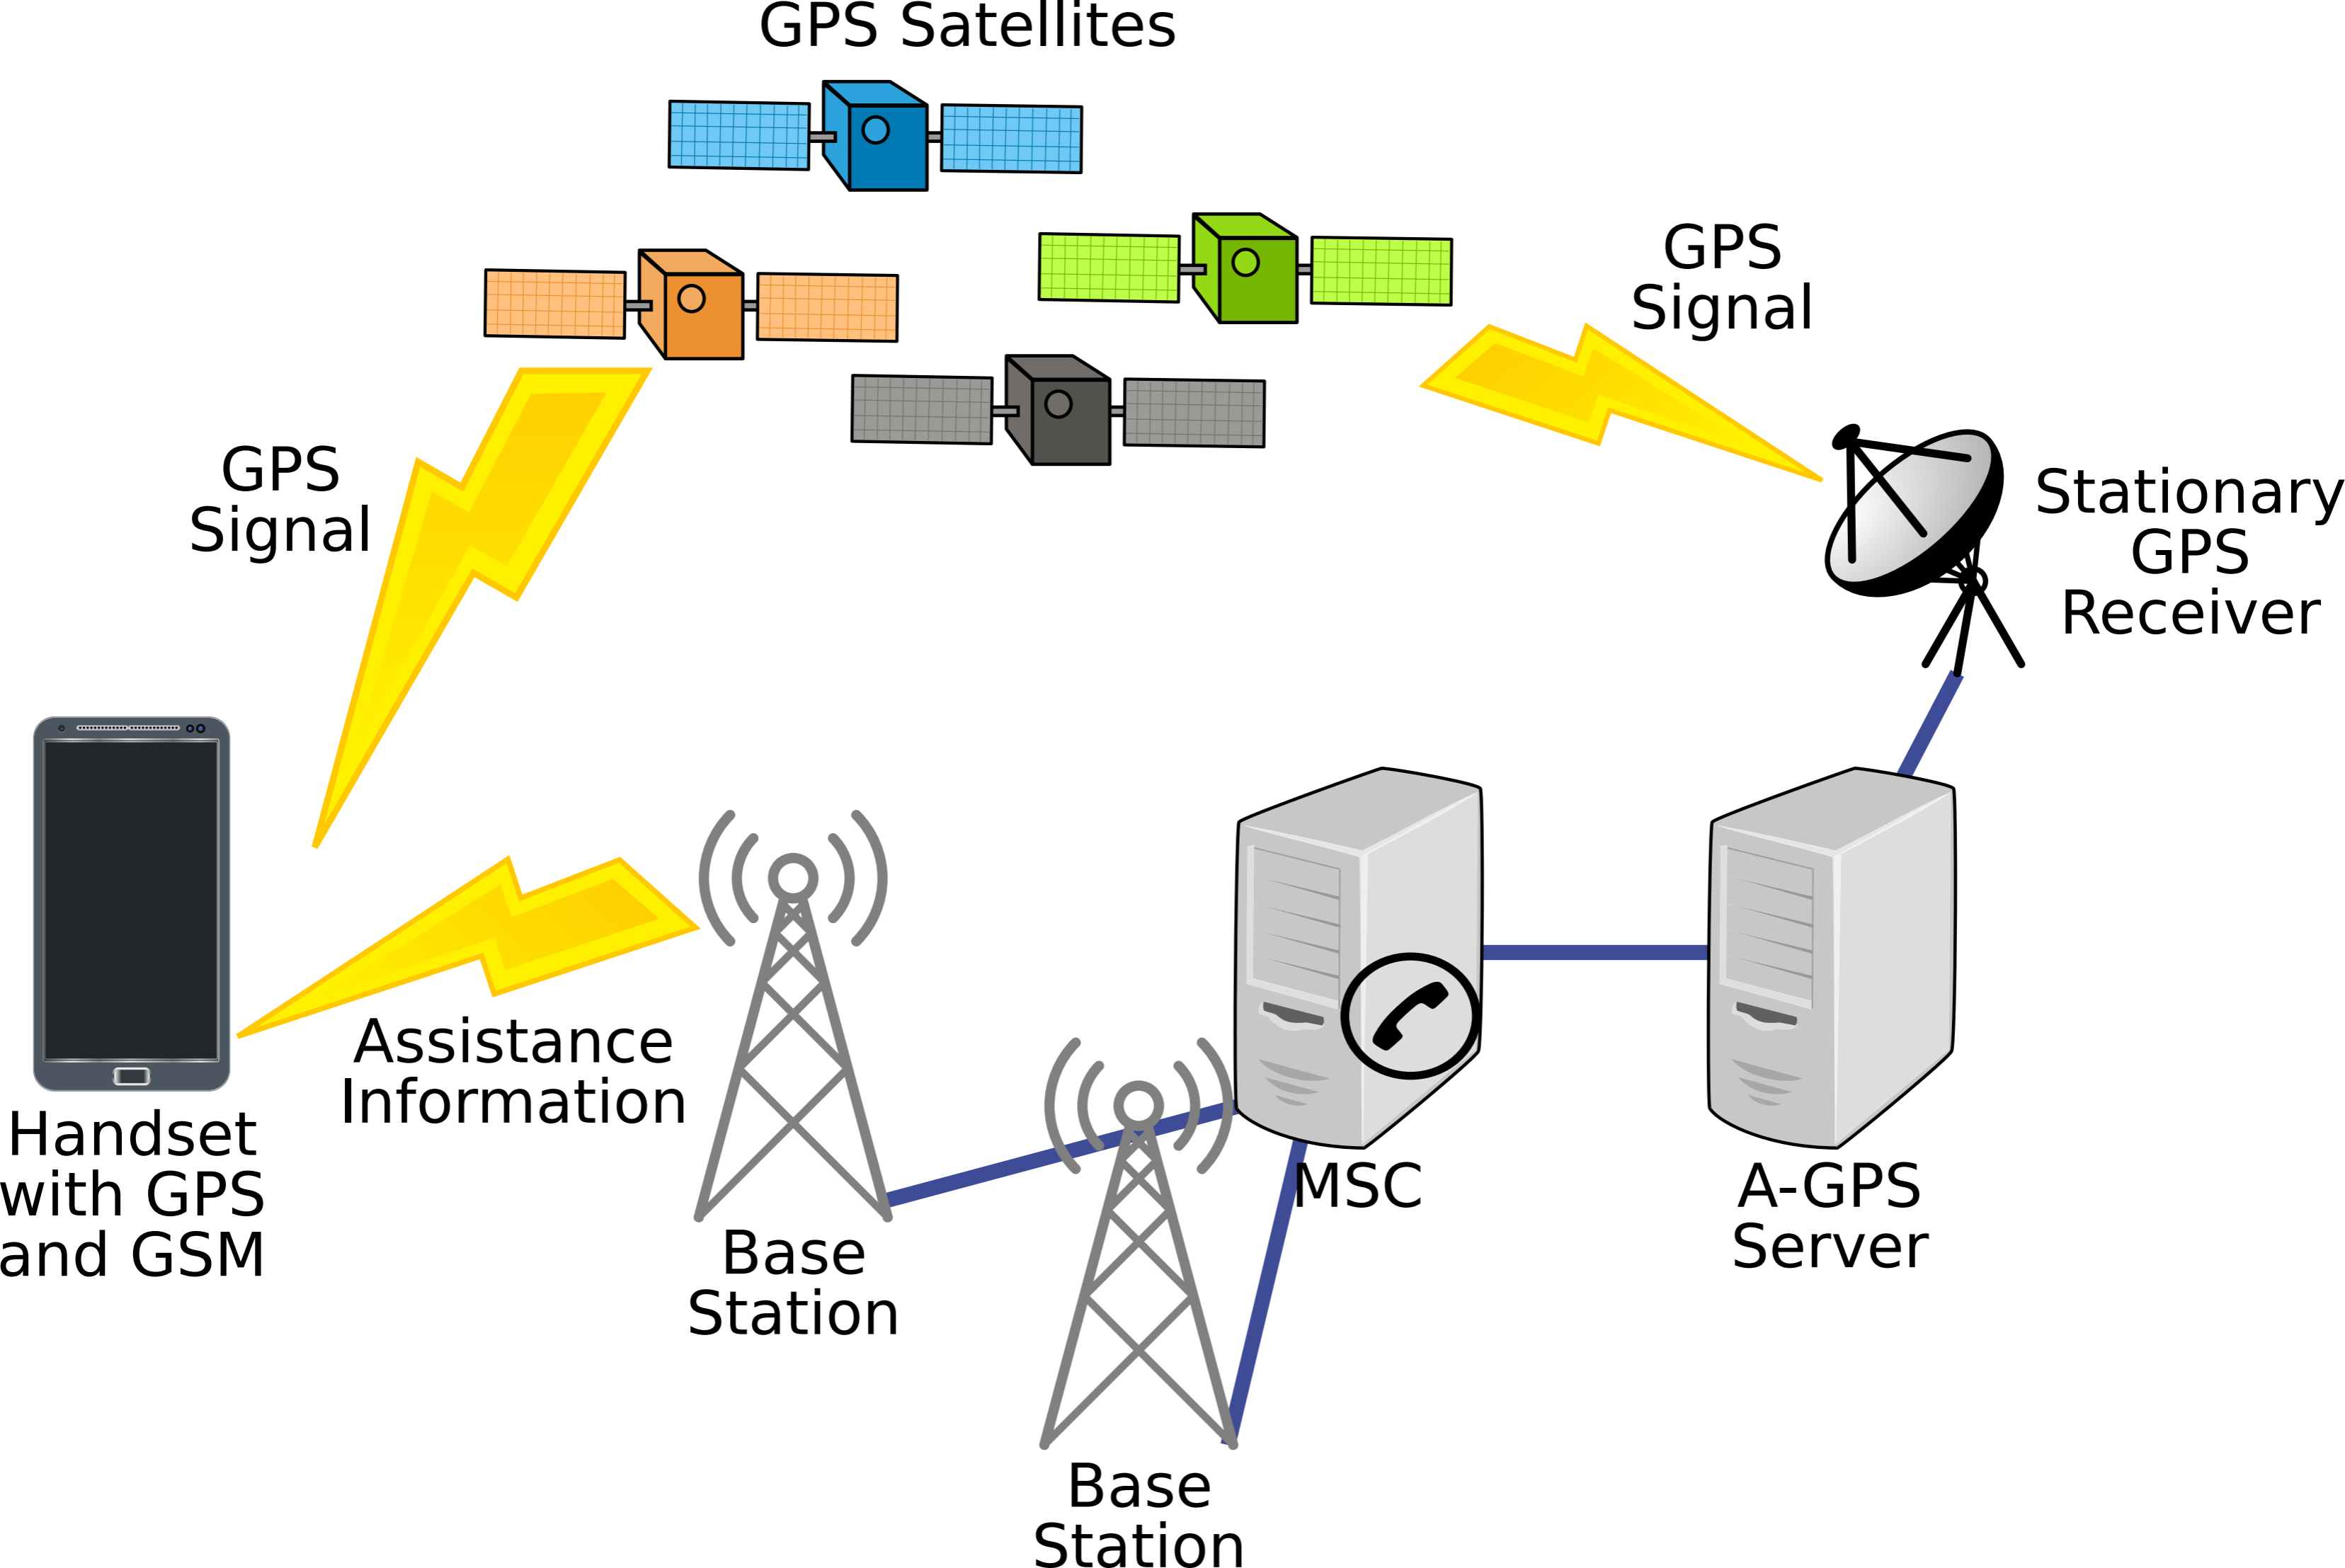 GPS Satellites
GPS
Signal
GPS
Signal
Stationary
GPS
Receiver
Assistance
Information
Handset
with GPS
and GSM
MSC
A-GPS
Server
Base
Station
Base
Station